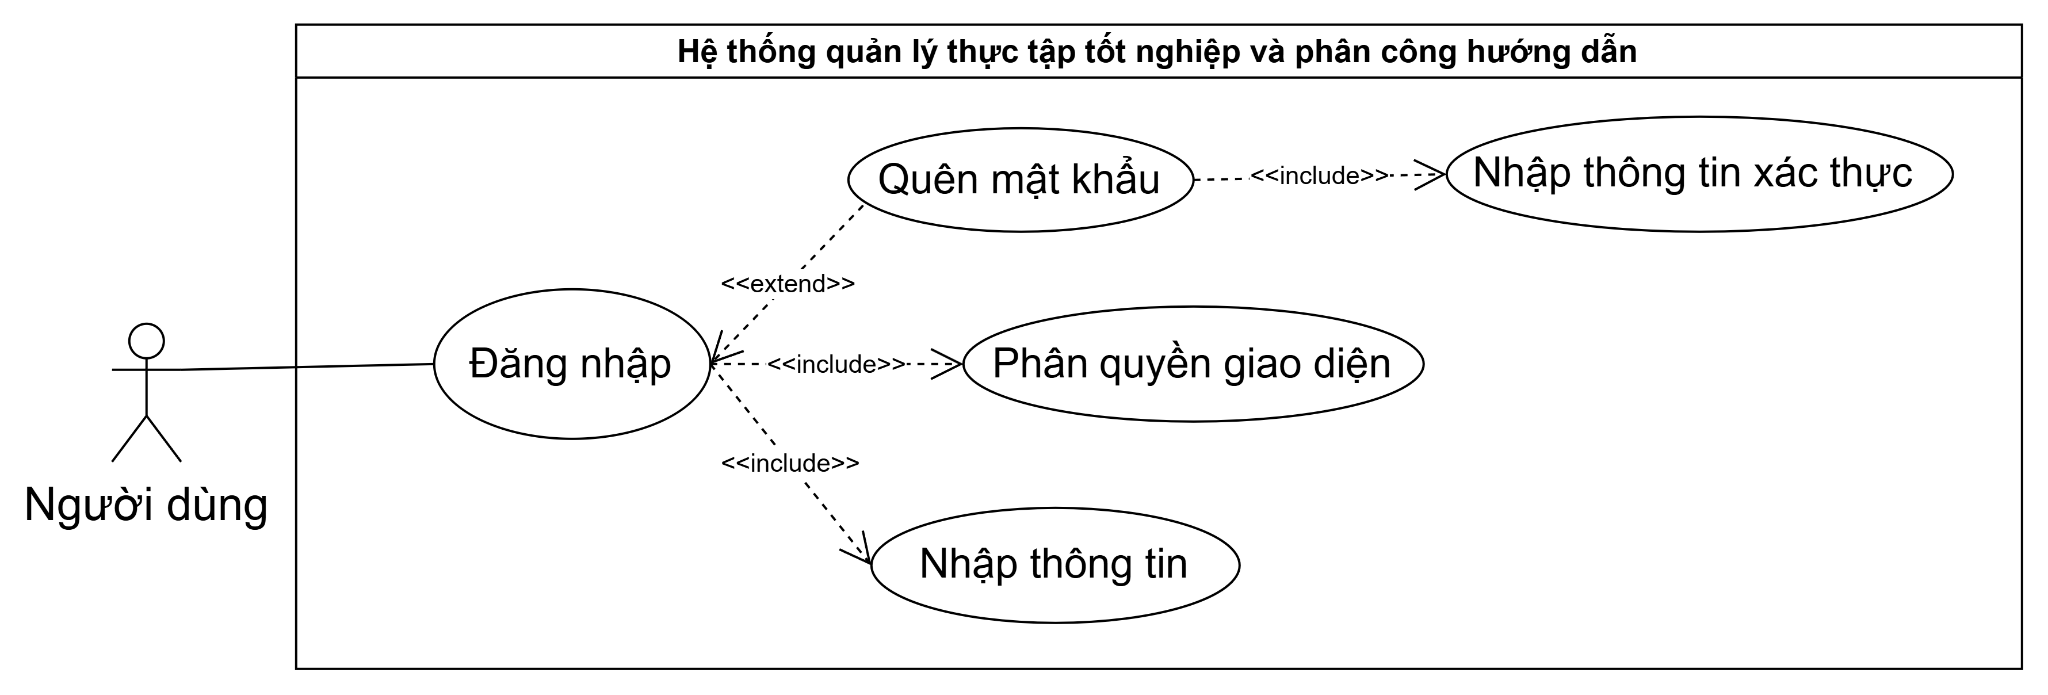 Hệ thống quản lý thực tập tốt nghiệp và phân công hướng dẫn
Quên mật khẩu
<<include>>
Nhập thông tin xác thực
<<extend>>
Đăng nhập
<<include>>
Phân quyền giao diện
<<include>>
Người dùng
Nhập thông tin